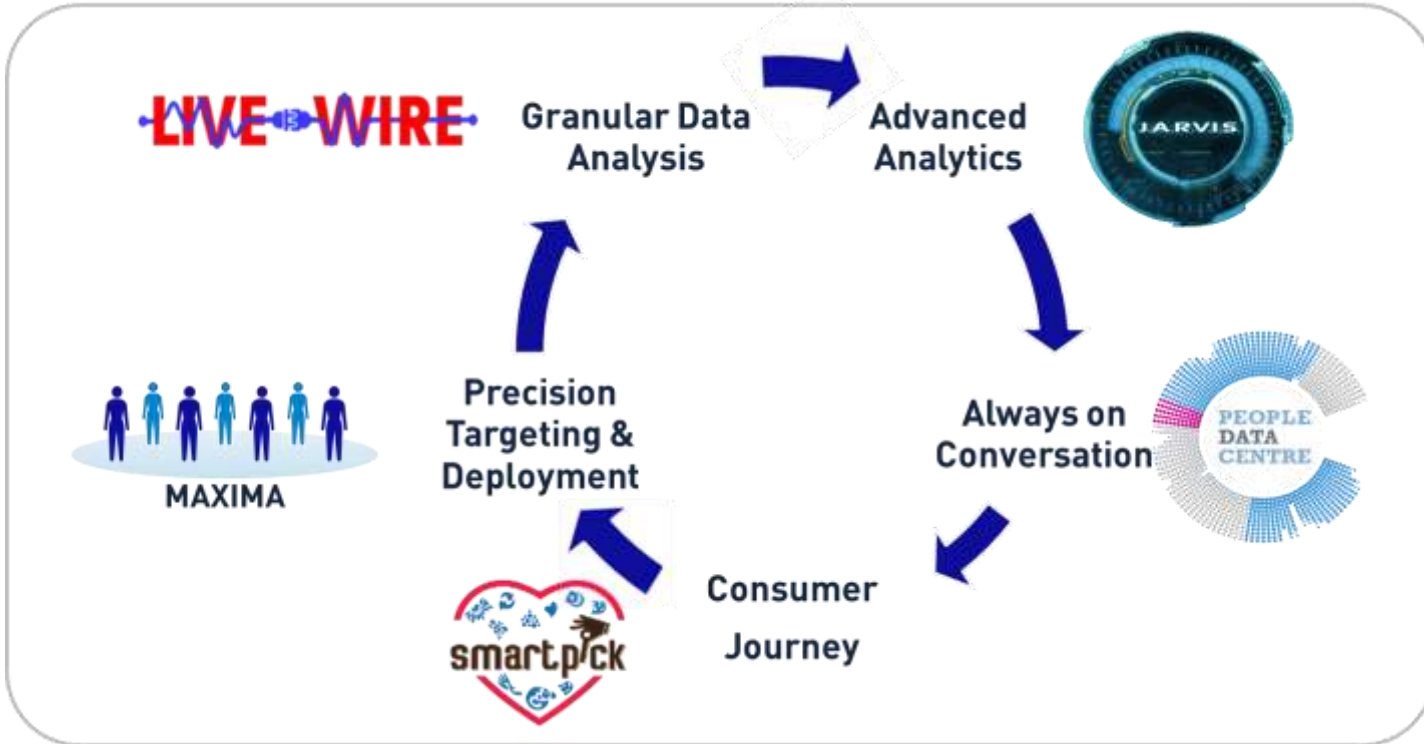 LIVE WIRE
Granular Data
Analysis
Advanced
Analytics
J.A.R.V.I.S
Always on
Conversation
PEOPLE
DATA
CENTRE
Consumer
Journey
smartpick
Precision
Targeting &
Deployment
MAXIMA